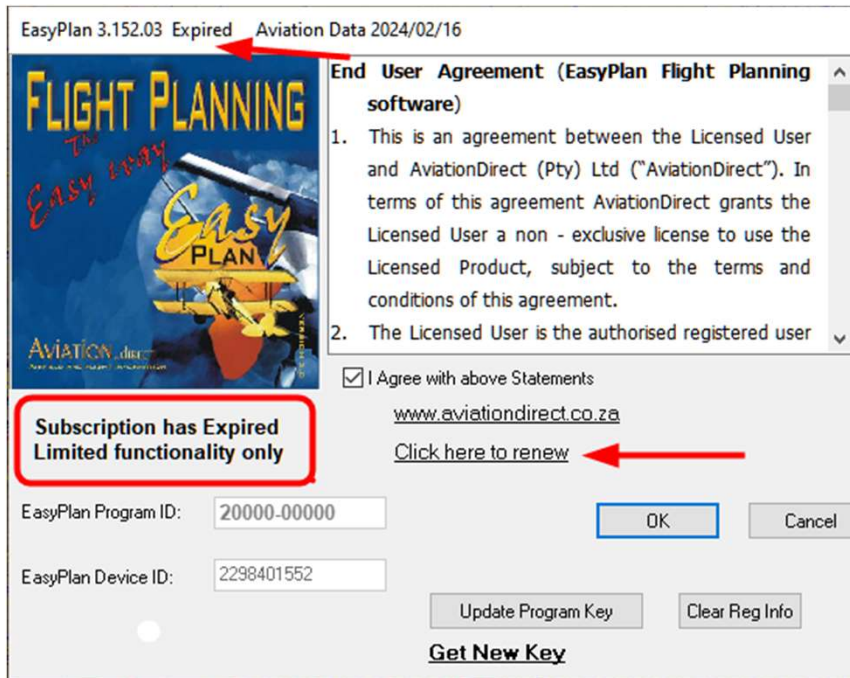 EasyPlan 3.152.03 Expired Aviation Data 2024/02/16
FLIGHT PLANNING
The
Easy way
Easy
PLAN
AVIATION.direct
End User Agreement (EasyPlan Flight Planning
software)
1. This is an agreement between the Licensed User
and AviationDirect (Pty) Ltd ("AviationDirect"). In
terms of this agreement AviationDirect grants the
Licensed User a non - exclusive license to use the
Licensed Product, subject to the terms and
conditions of this agreement.
2. The Licensed User is the authorised registered user
I Agree with above Statements
www.aviationdirect.co.za
Click here to renew
Subscription has Expired
Limited functionality only
EasyPlan Program ID: 20000-00000
OK Cancel
EasyPlan Device ID: 2298401552
Update Program Key Clear Reg Info
Get New Key